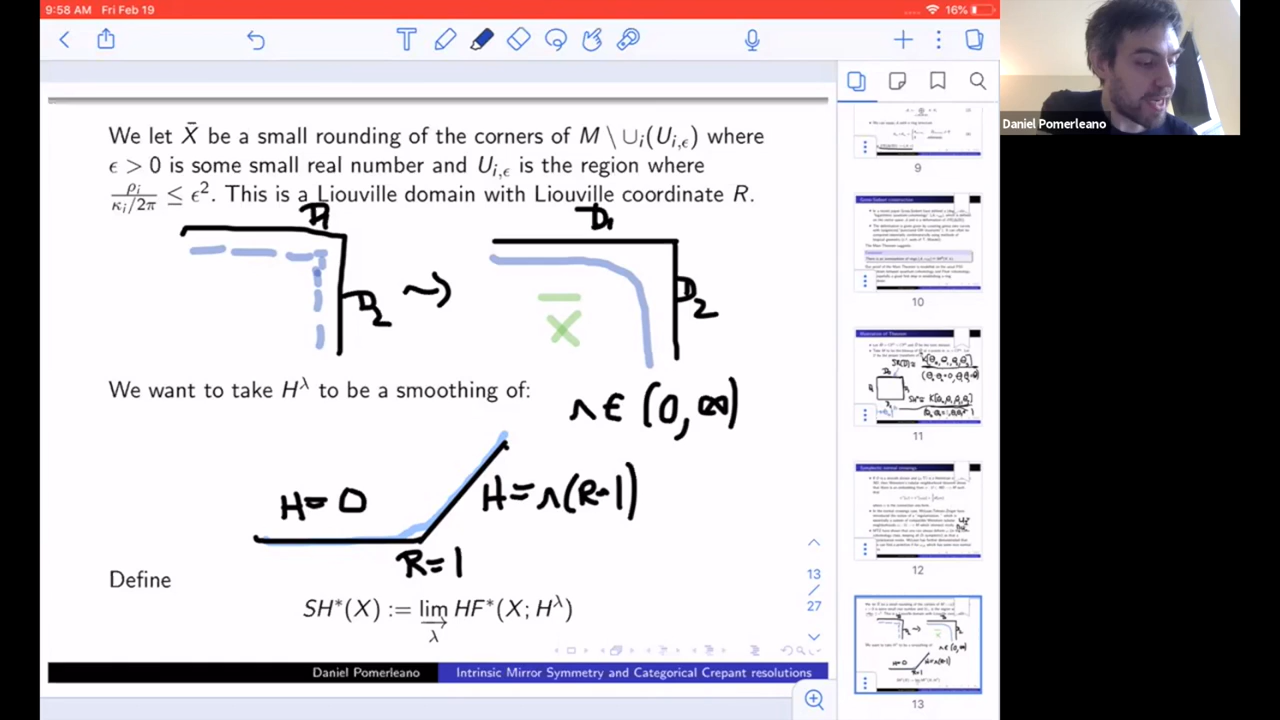 9:58 AM Fri Feb 19
16%
Daniel Pomerleano
We let X̄ be a small rounding of the corners of M \ ∪ᵢ(Uᵢ,ε) where
ε > 0 is some small real number and Uᵢ,ε is the region where
ρᵢ/(κᵢ/2π) ≤ ε². This is a Liouville domain with Liouville coordinate R.
D₁
D₁
D₂
D₂
X̄
We want to take H^λ to be a smoothing of:
λ ∈ (0, ∞)
H = 0
H = λ(R-1)
R = 1
Define
SH*(X) := lim→λ HF*(X; H^λ)
13
/
27
Daniel Pomerleano
Intrinsic Mirror Symmetry and Categorical Crepant resolutions
9
10
11
12
13